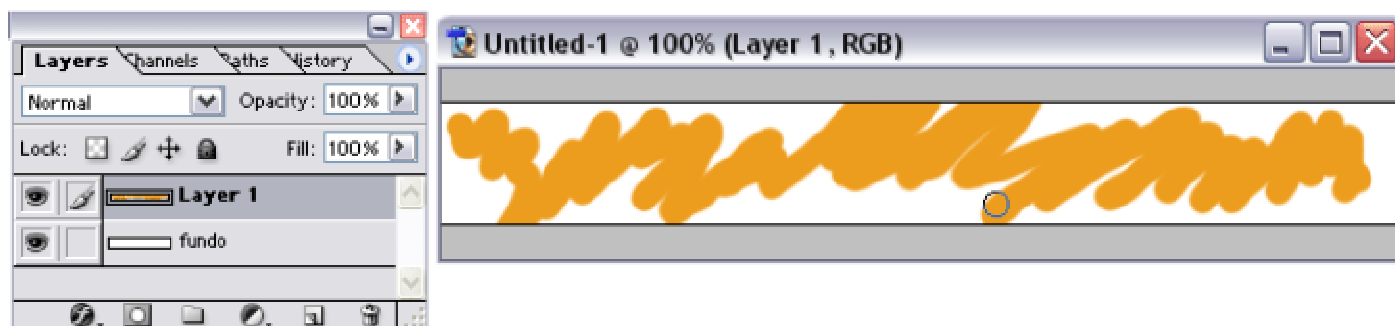 Layers Channels Paths History
Normal Opacity: 100%
Lock: Fill: 100%
Layer 1
fundo
Untitled-1 @ 100% (Layer 1, RGB)